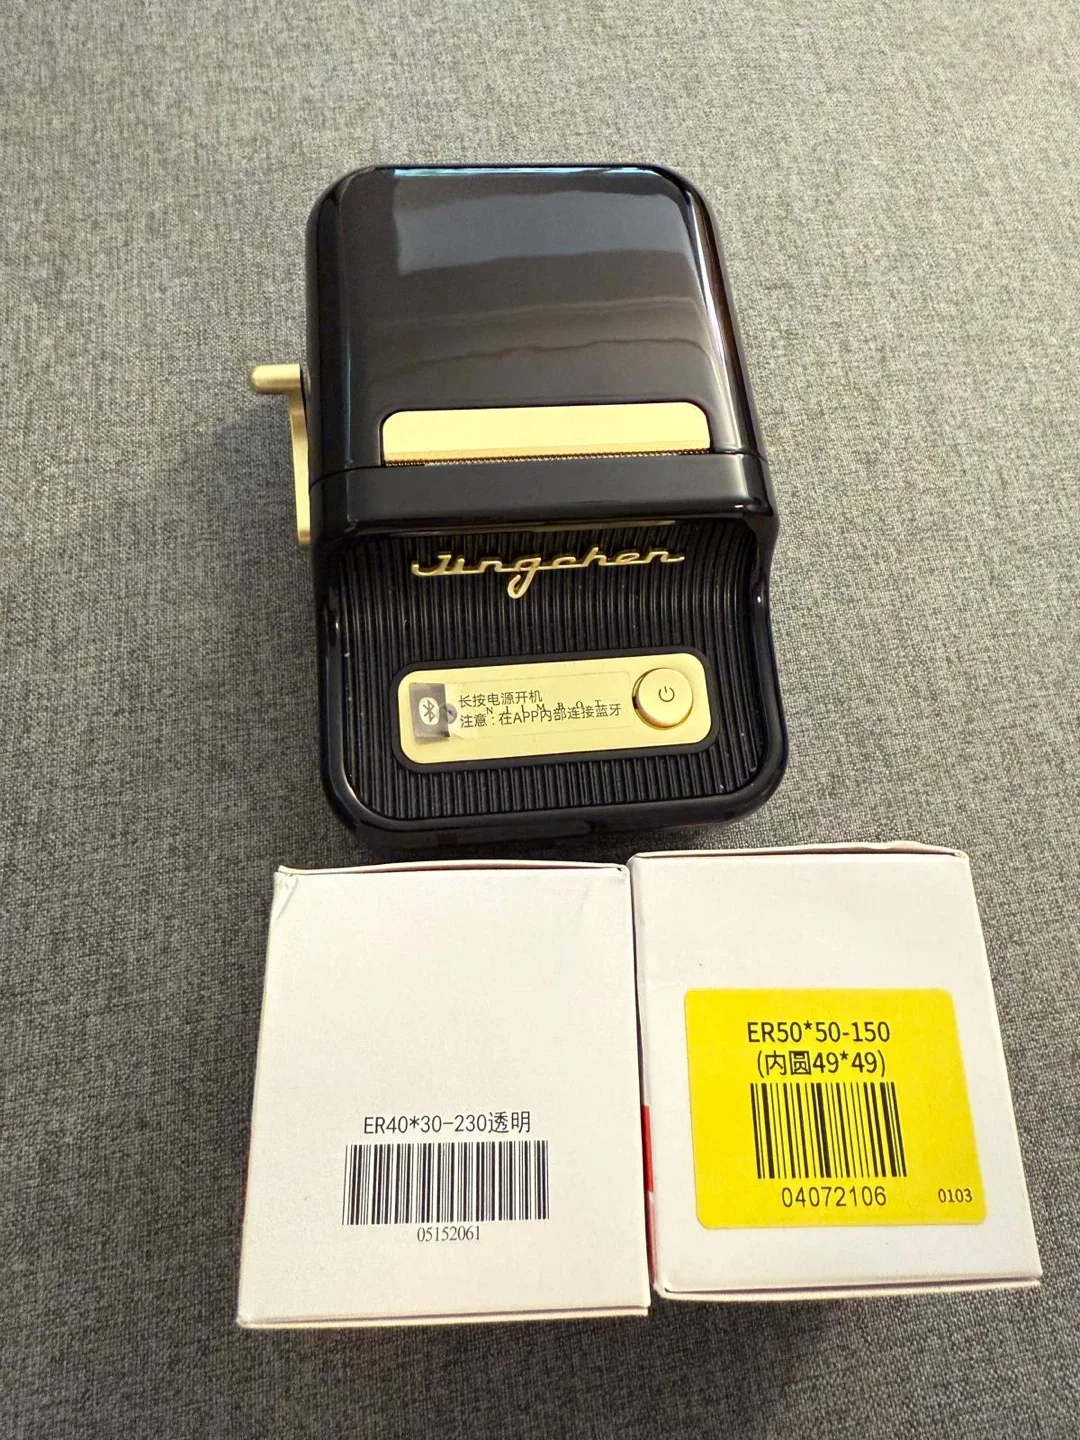 Jingchen
长按电源开机
NIIMBOT
注意:在APP内部连接蓝牙
ER40*30-230透明
05152061
ER50*50-150
(内圆49*49)
04072106
0103